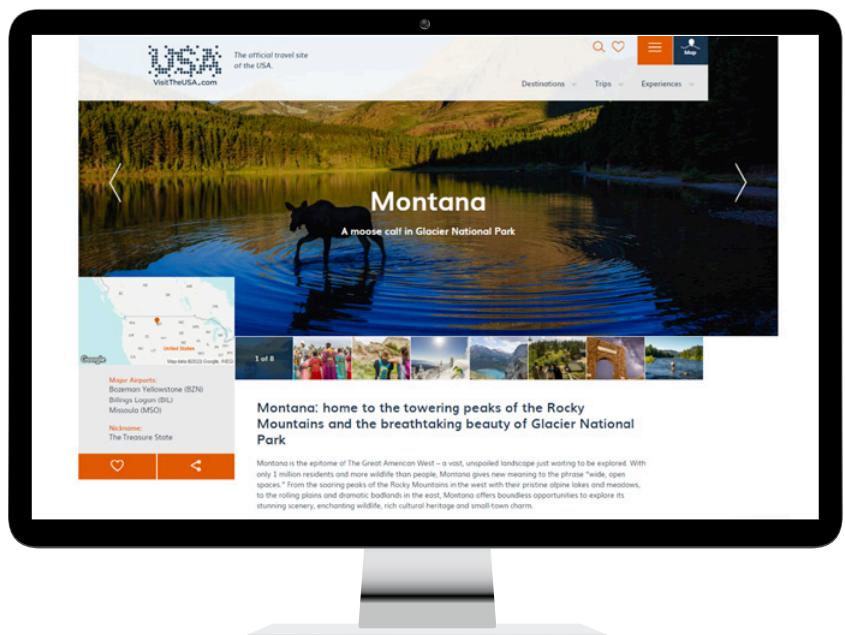 USA
VisitTheUSA.com
The official travel site
of the USA.
Map
Destinations
Trips
Experiences
Montana
A moose calf in Glacier National Park
United States
Google
Map data ©2023 Google, INEGI
1 of 8
Major Airports:
Bozeman Yellowstone (BZN)
Billings Logan (BIL)
Missoula (MSO)
Nickname:
The Treasure State
Montana: home to the towering peaks of the Rocky
Mountains and the breathtaking beauty of Glacier National
Park
Montana is the epitome of The Great American West – a vast, unspoiled landscape just waiting to be explored. With
only 1 million residents and more wildlife than people, Montana gives new meaning to the phrase “wide, open
spaces.” From the soaring peaks of the Rocky Mountains in the west with their pristine alpine lakes and meadows,
to the rolling plains and dramatic badlands in the east, Montana offers boundless opportunities to explore its
stunning scenery, enchanting wildlife, rich cultural heritage and small-town charm.